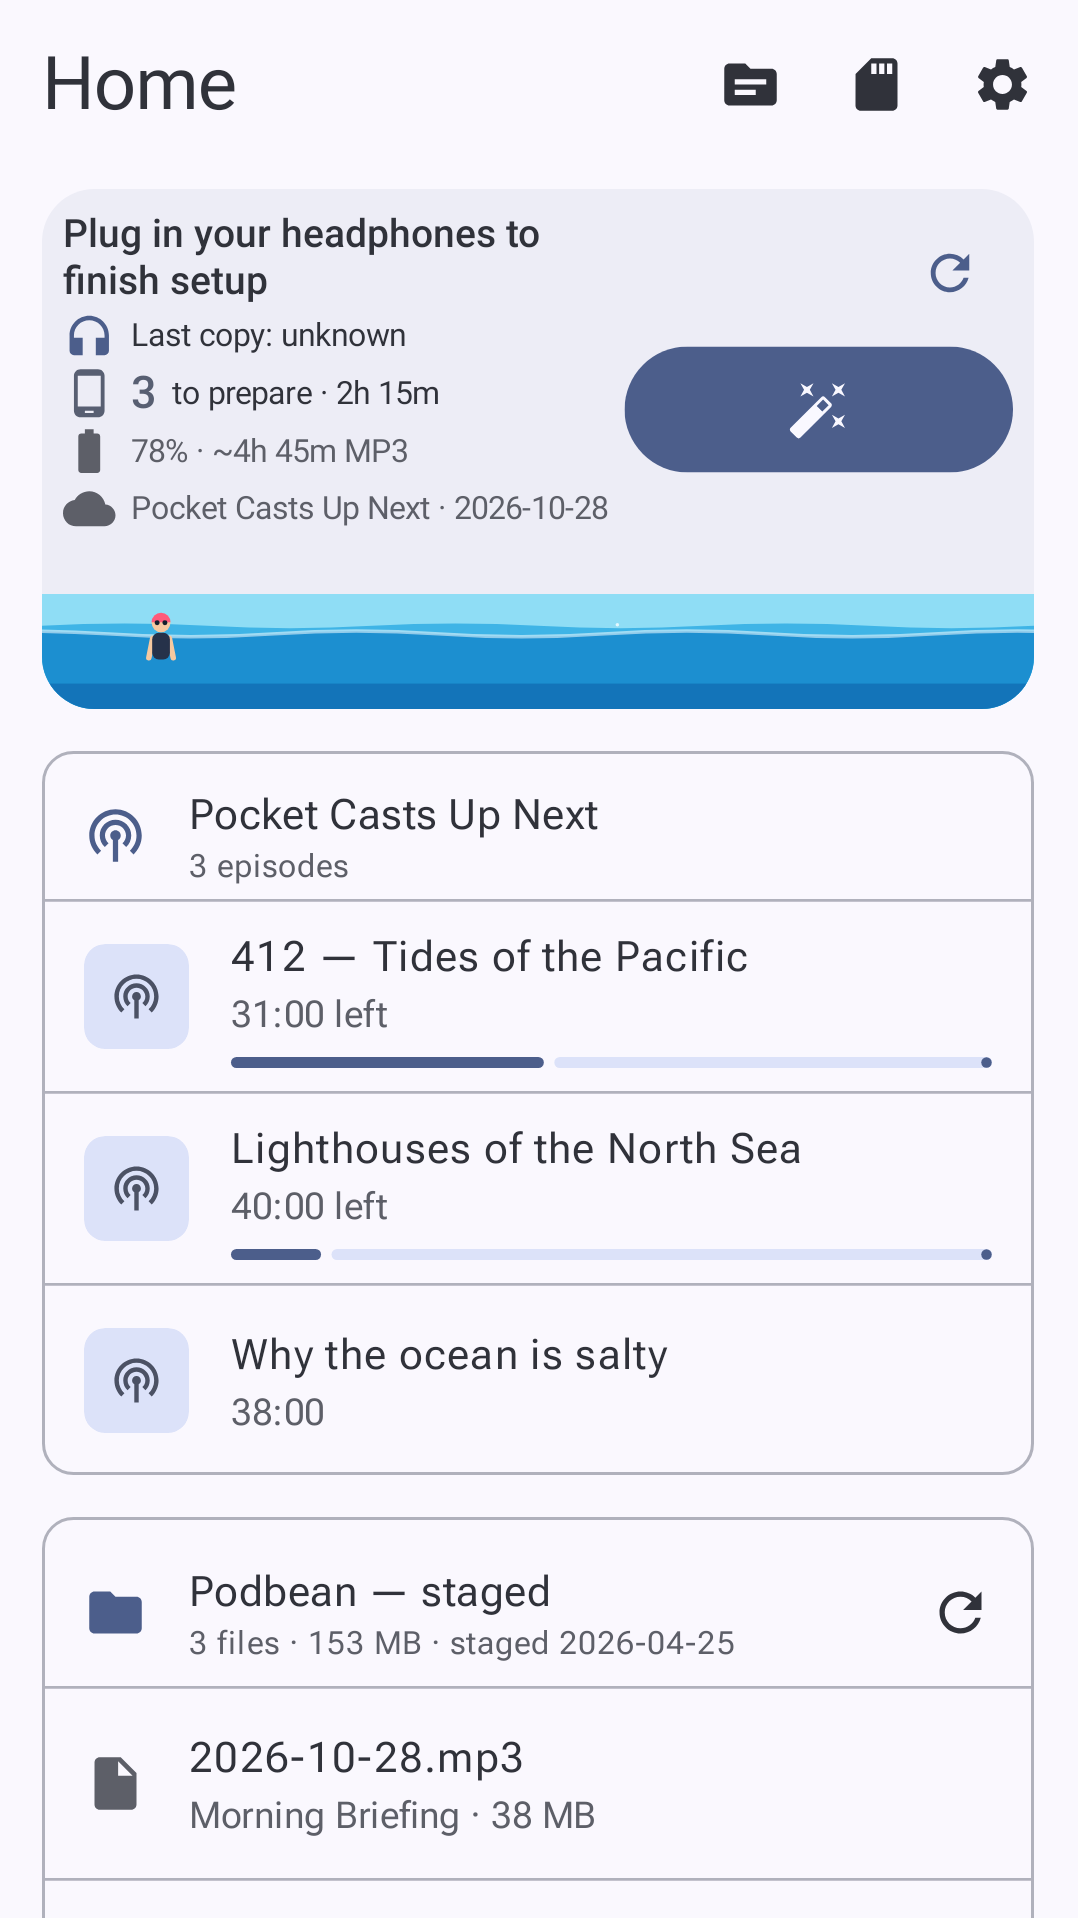 Home
Plug in your headphones to
finish setup
Last copy: unknown
3 to prepare · 2h 15m
78% · ~4h 45m MP3
Pocket Casts Up Next · 2026-10-28
Pocket Casts Up Next
3 episodes
412 — Tides of the Pacific
31:00 left
Lighthouses of the North Sea
40:00 left
Why the ocean is salty
38:00
Podbean — staged
3 files · 153 MB · staged 2026-04-25
2026-10-28.mp3
Morning Briefing · 38 MB